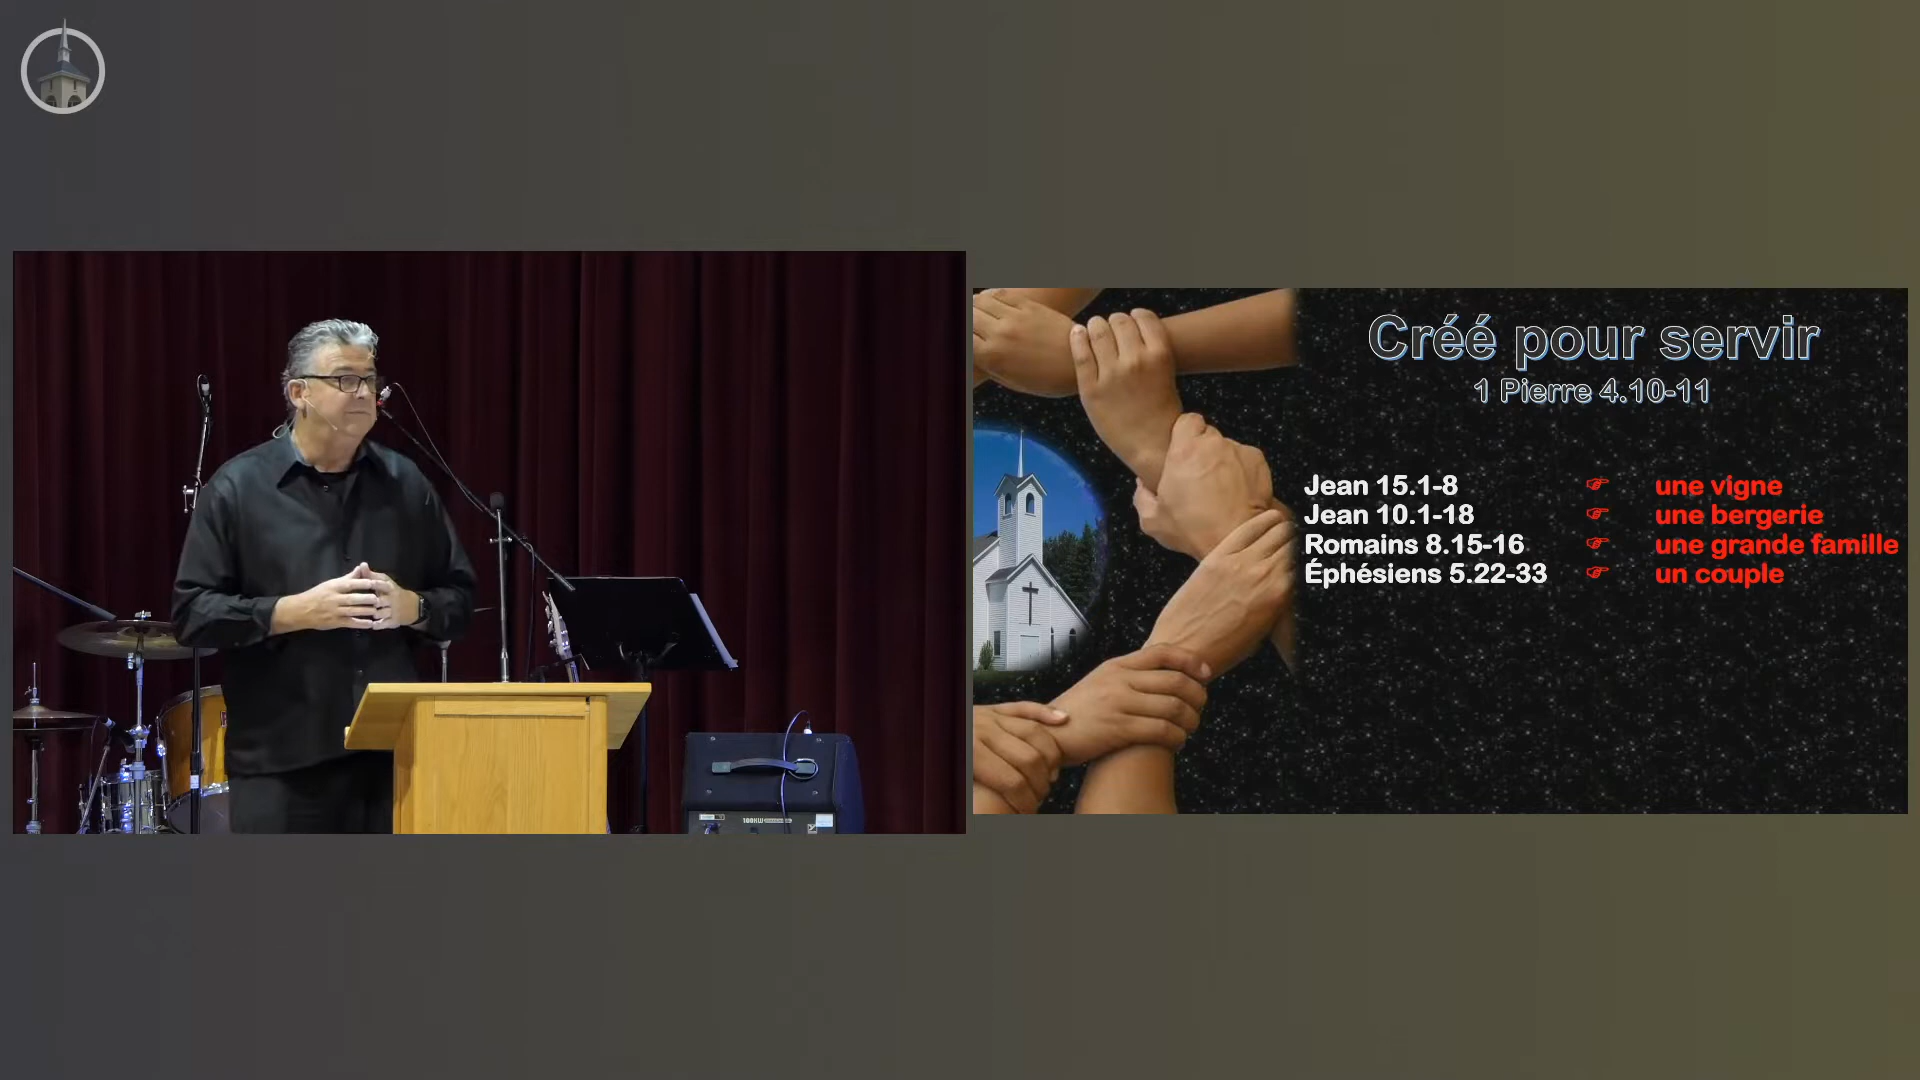 Créé pour servir
1 Pierre 4.10-11
Jean 15.1-8 ☞ une vigne
Jean 10.1-18 ☞ une bergerie
Romains 8.15-16 ☞ une grande famille
Éphésiens 5.22-33 ☞ un couple